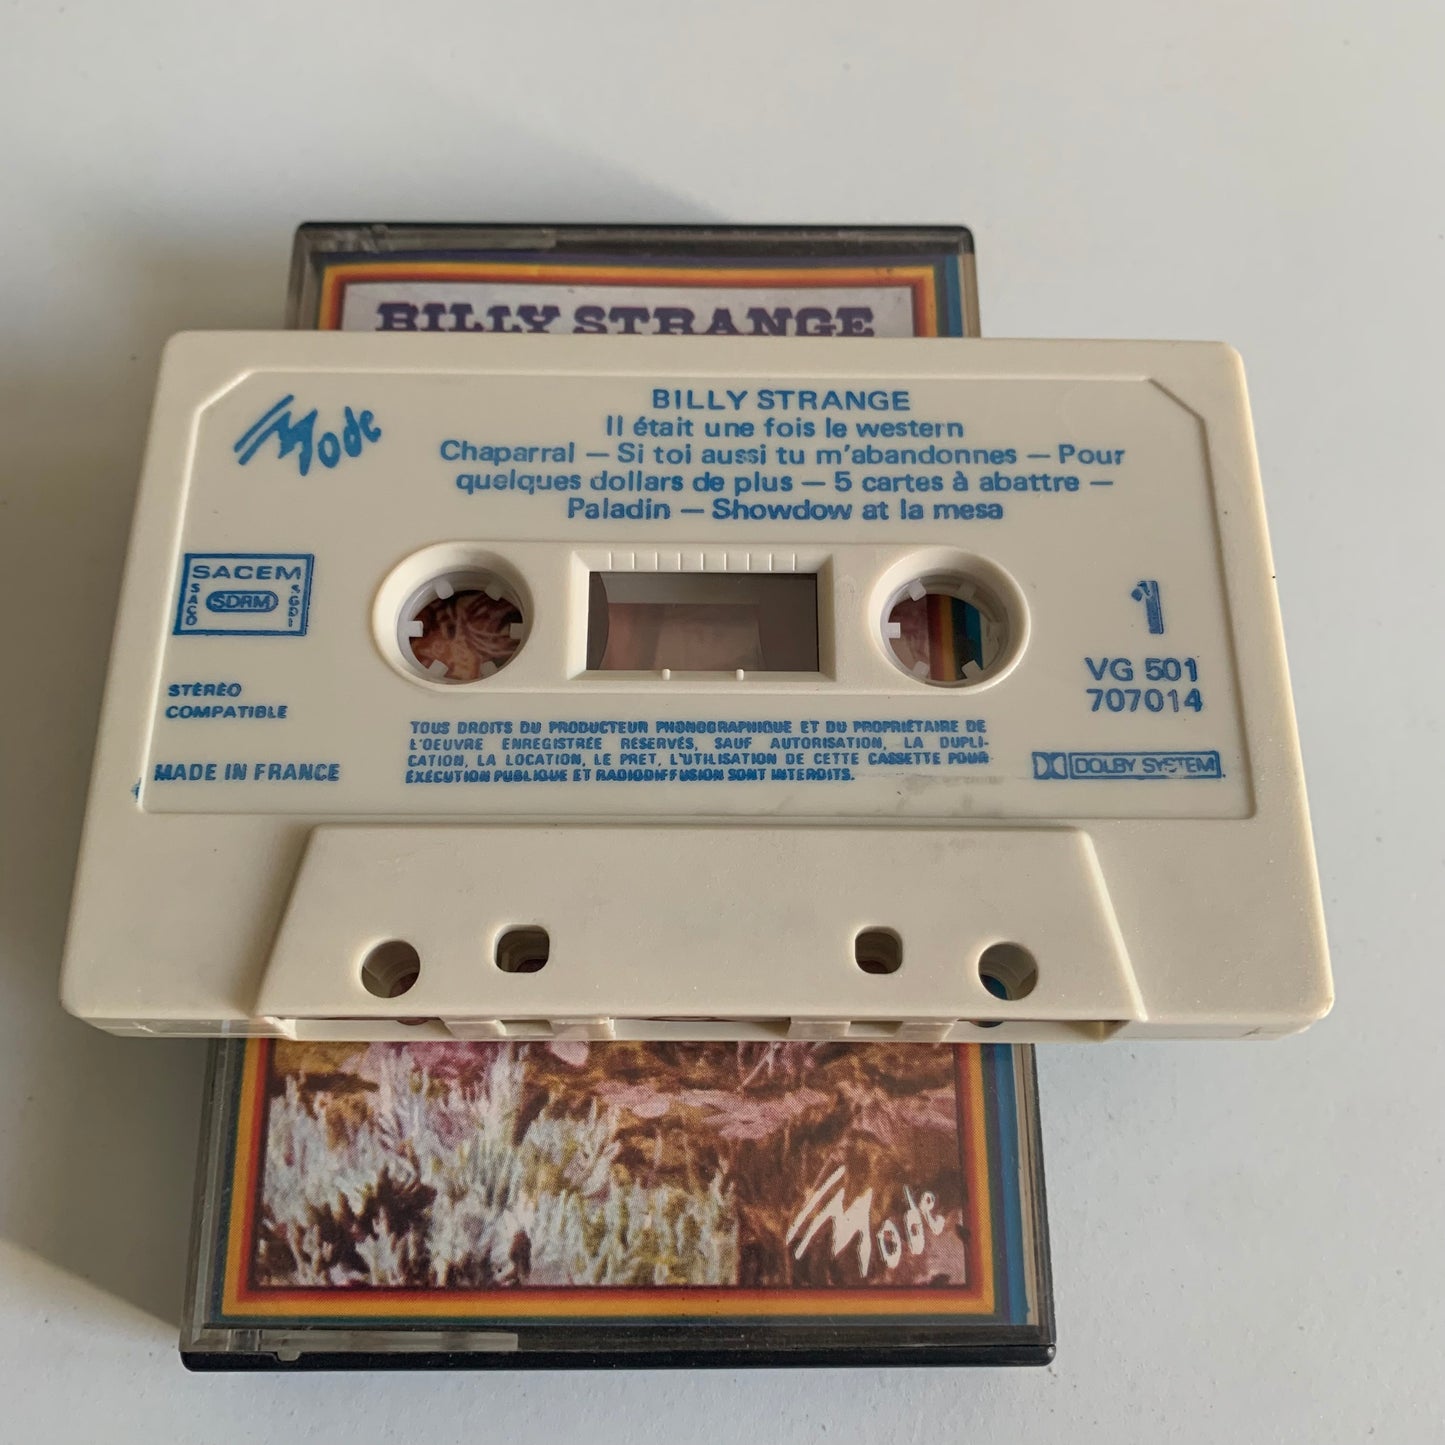 BILLY STRANGE
Mode
BILLY STRANGE
Il était une fois le western
Chaparral — Si toi aussi tu m'abandonnes — Pour
quelques dollars de plus — 5 cartes à abattre —
Paladin — Showdow at la mesa
SACEM
SACD
SDRM
SGDL
1
STÉRÉO
COMPATIBLE
VG 501
707014
MADE IN FRANCE
TOUS DROITS DU PRODUCTEUR PHONOGRAPHIQUE ET DU PROPRIÉTAIRE DE
L'OEUVRE ENREGISTRÉE RÉSERVÉS, SAUF AUTORISATION, LA DUPLI-
CATION, LA LOCATION, LE PRET, L'UTILISATION DE CETTE CASSETTE POUR
EXÉCUTION PUBLIQUE ET RADIODIFFUSION SONT INTERDITS.
DOLBY SYSTEM
Mode